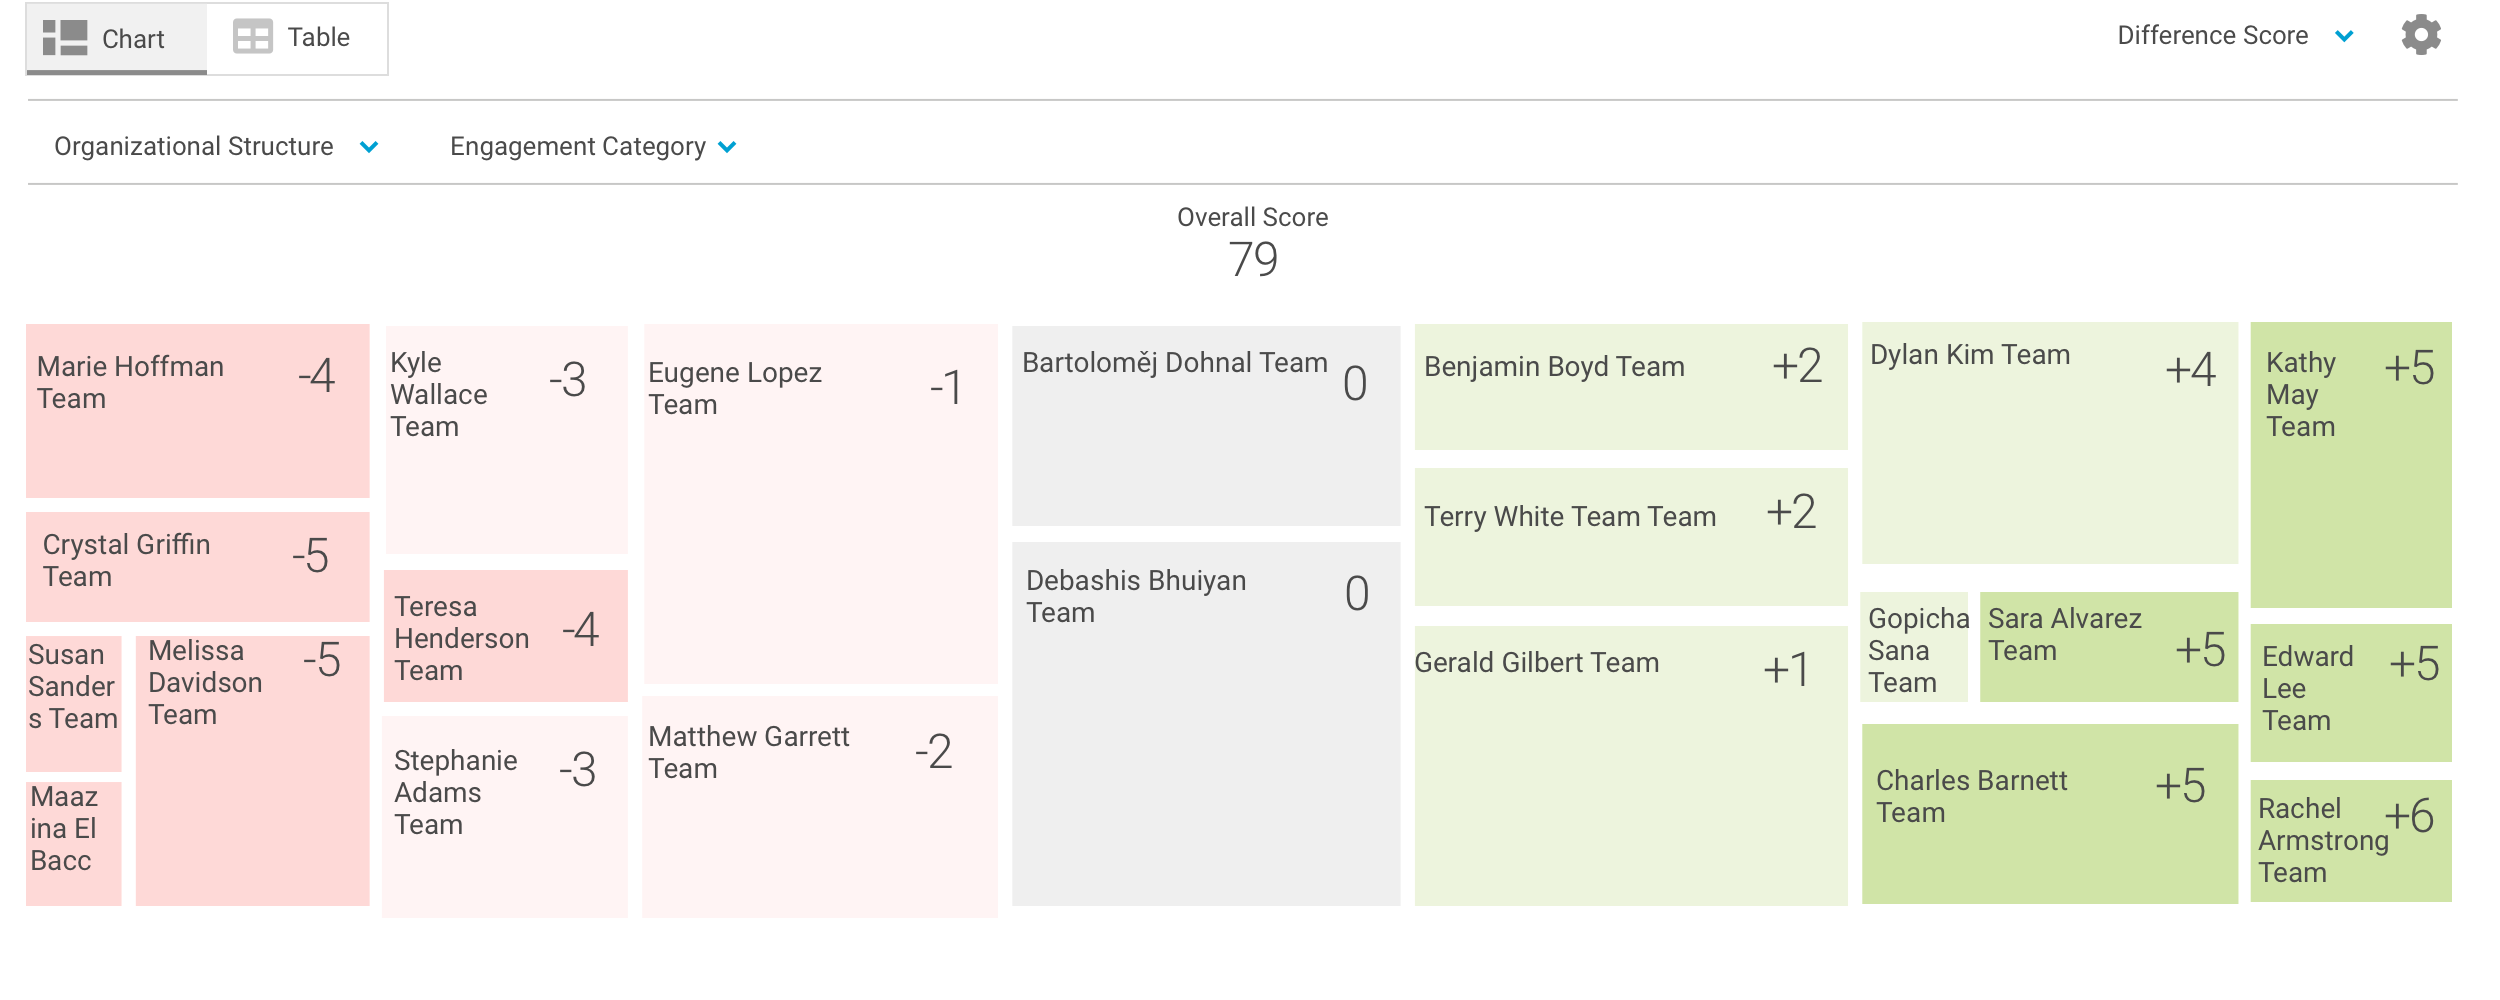 Chart
Table
Difference Score
Organizational Structure
Engagement Category
Overall Score
79
Marie Hoffman
Team
-4
Crystal Griffin
Team
-5
Susan
Sander
s Team
Melissa
Davidson
Team
-5
Maaz
ina El
Bacc
Kyle
Wallace
Team
-3
Teresa
Henderson
Team
-4
Stephanie
Adams
Team
-3
Eugene Lopez
Team
-1
Matthew Garrett
Team
-2
Bartoloměj Dohnal Team
0
Debashis Bhuiyan
Team
0
Benjamin Boyd Team
+2
Terry White Team Team
+2
Gerald Gilbert Team
+1
Dylan Kim Team
+4
Gopicha
Sana
Team
Sara Alvarez
Team
+5
Charles Barnett
Team
+5
Kathy
May
Team
+5
Edward
Lee
Team
+5
Rachel
Armstrong
Team
+6